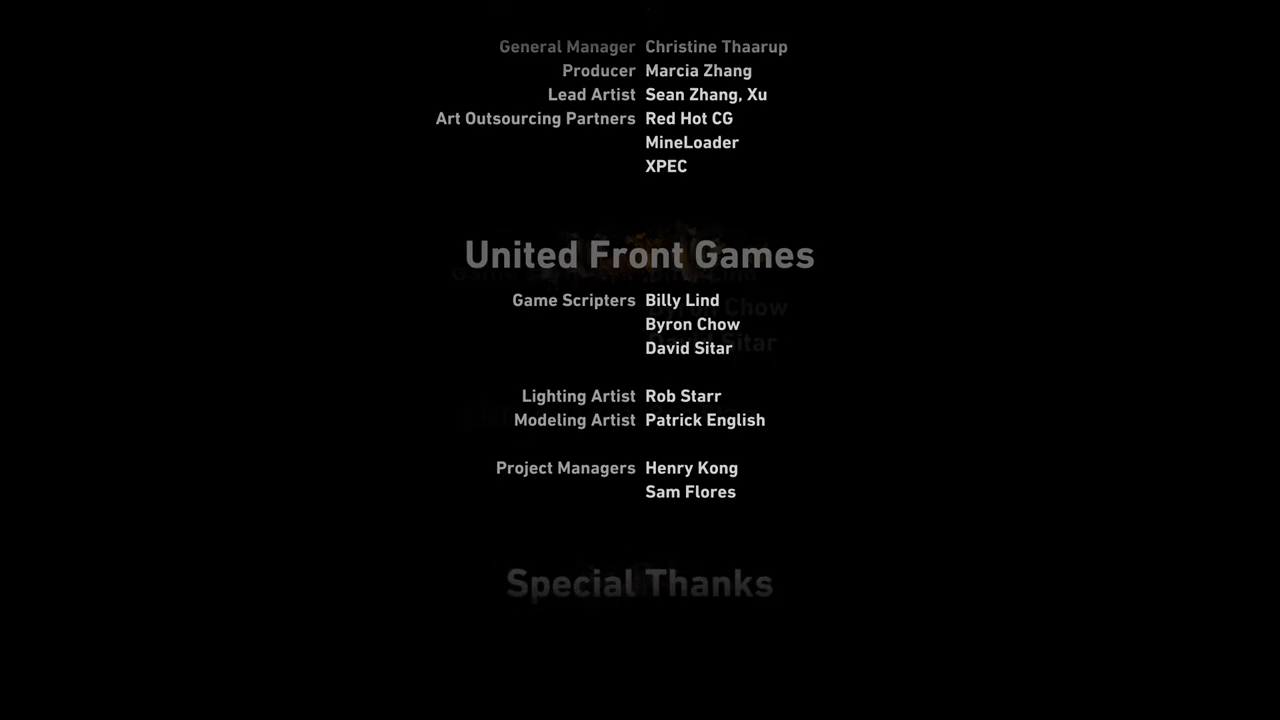 General Manager Christine Thaarup
Producer Marcia Zhang
Lead Artist Sean Zhang, Xu
Art Outsourcing Partners Red Hot CG
MineLoader
XPEC
United Front Games
Game Scripters Billy Lind
Byron Chow
David Sitar
Lighting Artist Rob Starr
Modeling Artist Patrick English
Project Managers Henry Kong
Sam Flores
Special Thanks